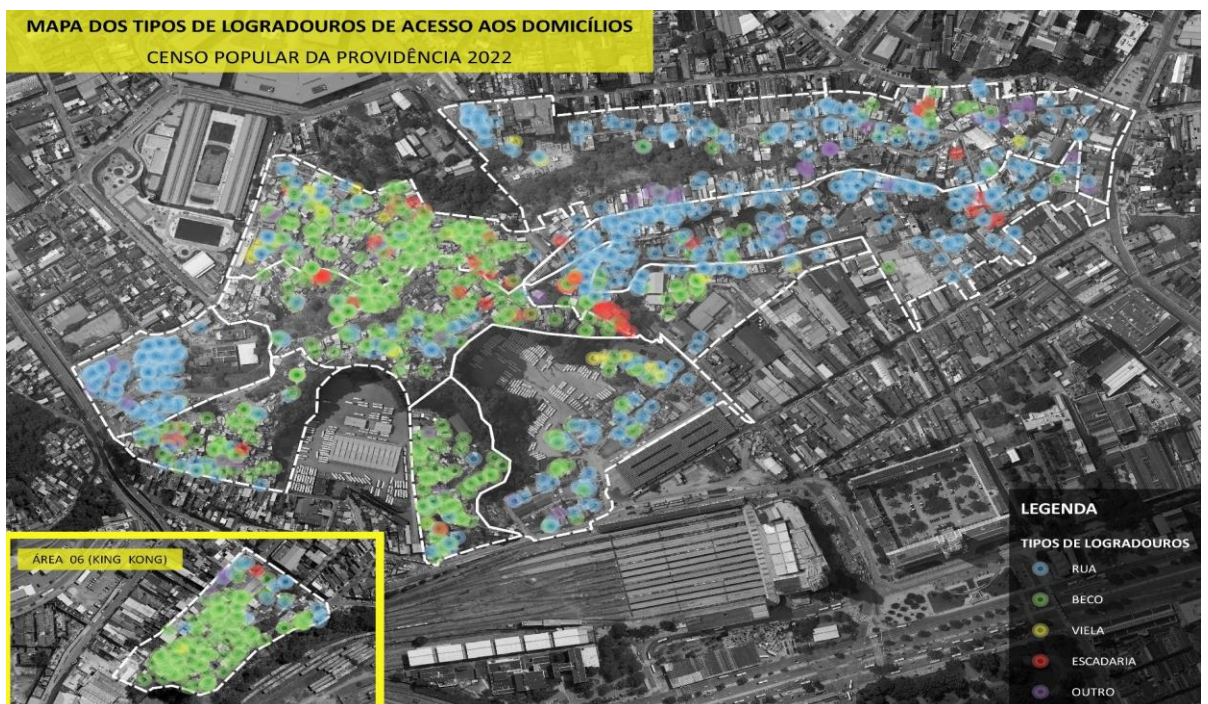 MAPA DOS TIPOS DE LOGRADOUROS DE ACESSO AOS DOMICÍLIOS
CENSO POPULAR DA PROVIDÊNCIA 2022
ÁREA 06 (KING KONG)
LEGENDA
TIPOS DE LOGRADOUROS
RUA
BECO
VIELA
ESCADARIA
OUTRO